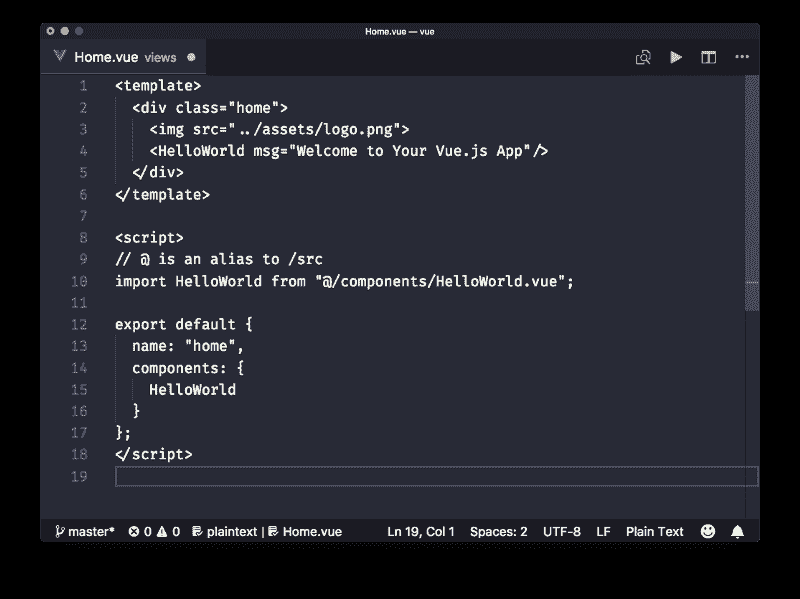 Home.vue — vue
Home.vue views
1 <template>
2 <div class="home">
3 <img src="../assets/logo.png">
4 <HelloWorld msg="Welcome to Your Vue.js App"/>
5 </div>
6 </template>
7
8 <script>
9 // @ is an alias to /src
10 import HelloWorld from "@/components/HelloWorld.vue";
11
12 export default {
13 name: "home",
14 components: {
15 HelloWorld
16 }
17 };
18 </script>
19
master* 0 0 plaintext | Home.vue Ln 19, Col 1 Spaces: 2 UTF-8 LF Plain Text